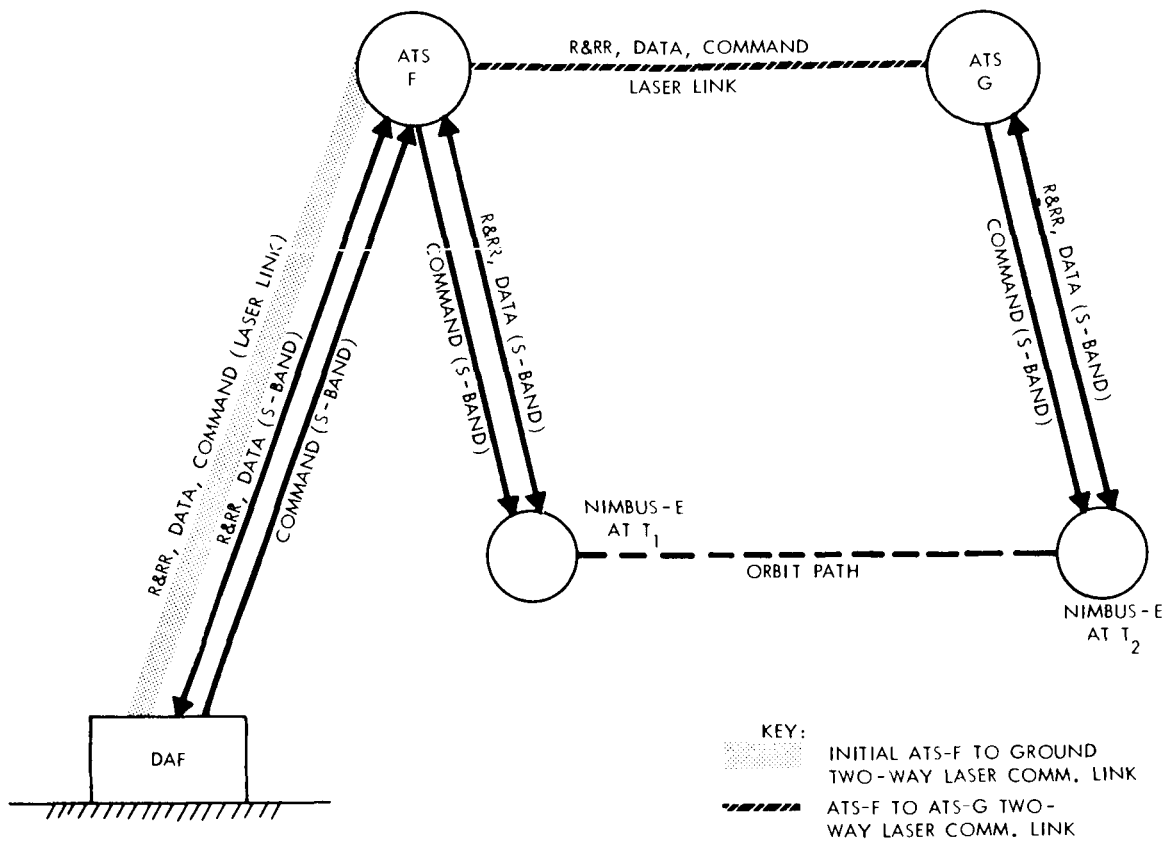 ATS
F
R&RR, DATA, COMMAND
LASER LINK
ATS
G
R&RR, DATA, COMMAND (LASER LINK)
R&RR, DATA (S-BAND)
COMMAND (S-BAND)
COMMAND (S-BAND)
R&RR, DATA (S-BAND)
COMMAND (S-BAND)
R&RR, DATA (S-BAND)
NIMBUS-E
AT T1
ORBIT PATH
NIMBUS-E
AT T2
DAF
KEY:
INITIAL ATS-F TO GROUND
TWO-WAY LASER COMM. LINK
ATS-F TO ATS-G TWO-
WAY LASER COMM. LINK